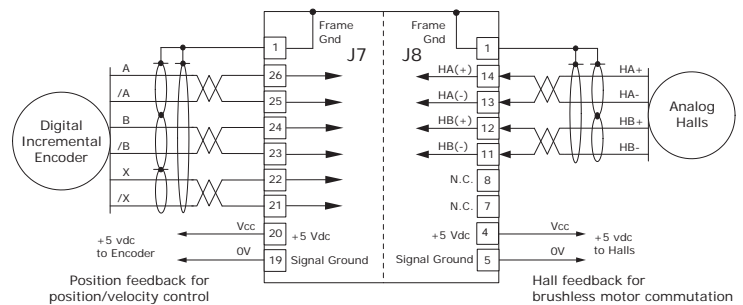 Frame
Gnd
J7
1
A
26
/A
25
B
24
/B
23
X
22
/X
21
Vcc
20
+5 Vdc
0V
19
Signal Ground
+5 vdc
to Encoder
Digital
Incremental
Encoder
Position feedback for
position/velocity control
Frame
Gnd
J8
1
HA(+)
14
HA+
HA(-)
13
HA-
HB(+)
12
HB+
HB(-)
11
HB-
N.C.
8
N.C.
7
+5 Vdc
4
Vcc
Signal Ground
5
0V
+5 vdc
to Halls
Analog
Halls
Hall feedback for
brushless motor commutation